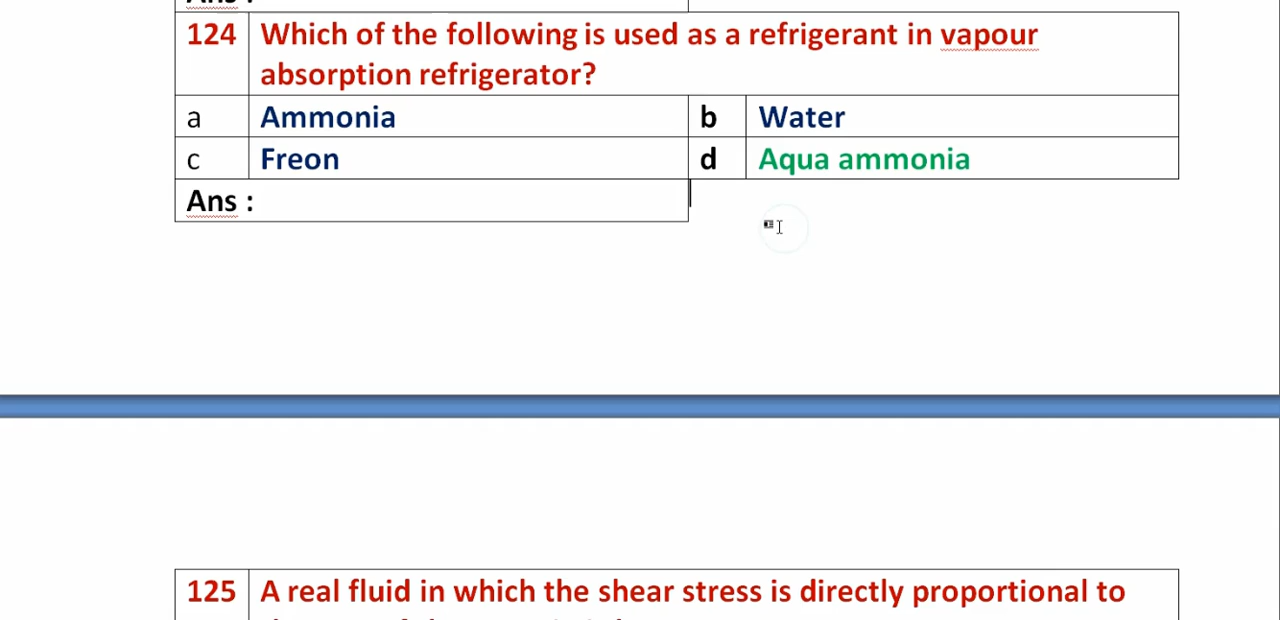 Ans :
124 Which of the following is used as a refrigerant in vapour
absorption refrigerator?
a Ammonia b Water
c Freon d Aqua ammonia
Ans :
125 A real fluid in which the shear stress is directly proportional to